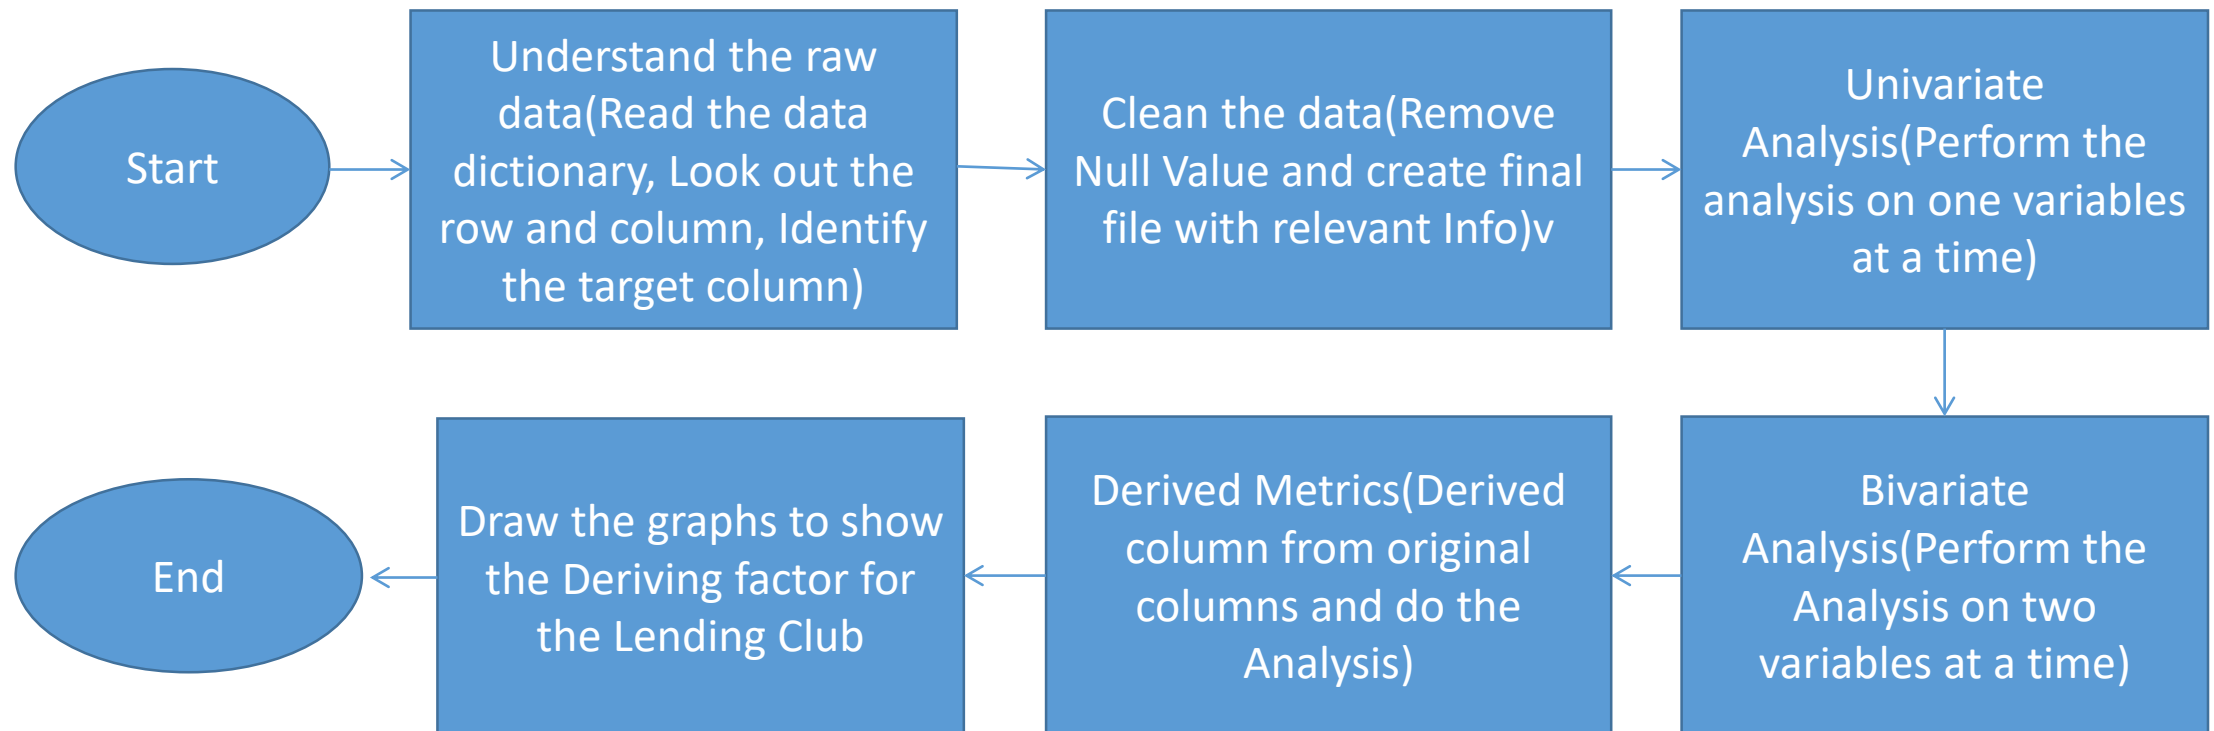 Start
Understand the raw
data(Read the data
dictionary, Look out the
row and column, Identify
the target column)
Clean the data(Remove
Null Value and create final
file with relevant Info)v
Univariate
Analysis(Perform the
analysis on one variables
at a time)
Bivariate
Analysis(Perform the
Analysis on two
variables at a time)
Derived Metrics(Derived
column from original
columns and do the
Analysis)
Draw the graphs to show
the Deriving factor for
the Lending Club
End